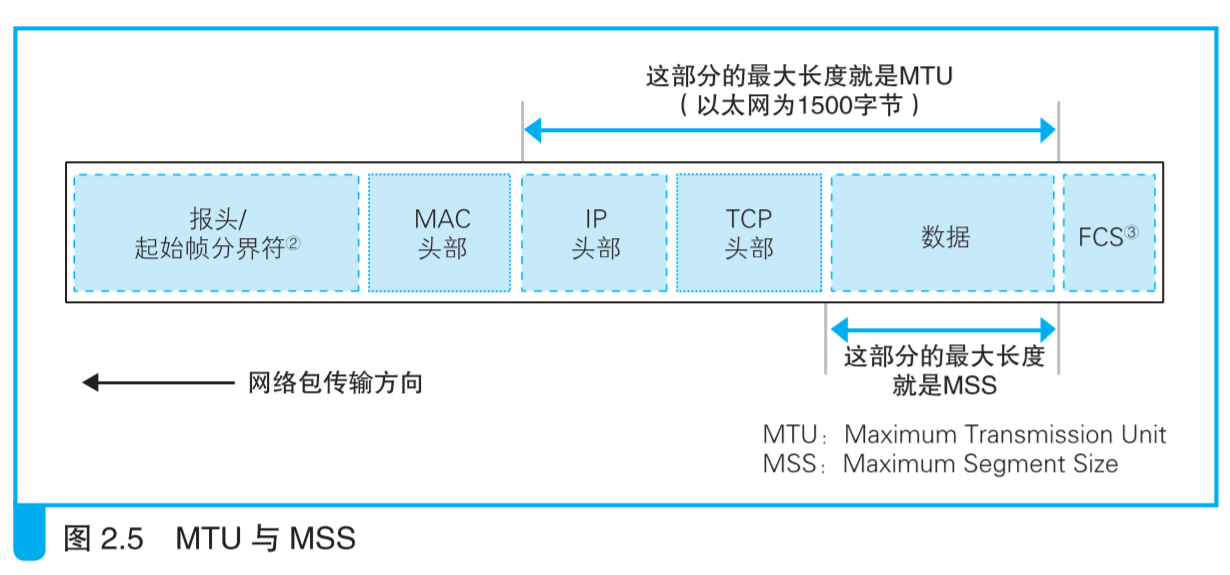 这部分的最大长度就是MTU
（以太网为1500字节）
报头/
起始帧分界符②
MAC
头部
IP
头部
TCP
头部
数据
FCS③
这部分的最大长度
就是MSS
网络包传输方向
MTU：Maximum Transmission Unit
MSS：Maximum Segment Size
图 2.5 MTU 与 MSS